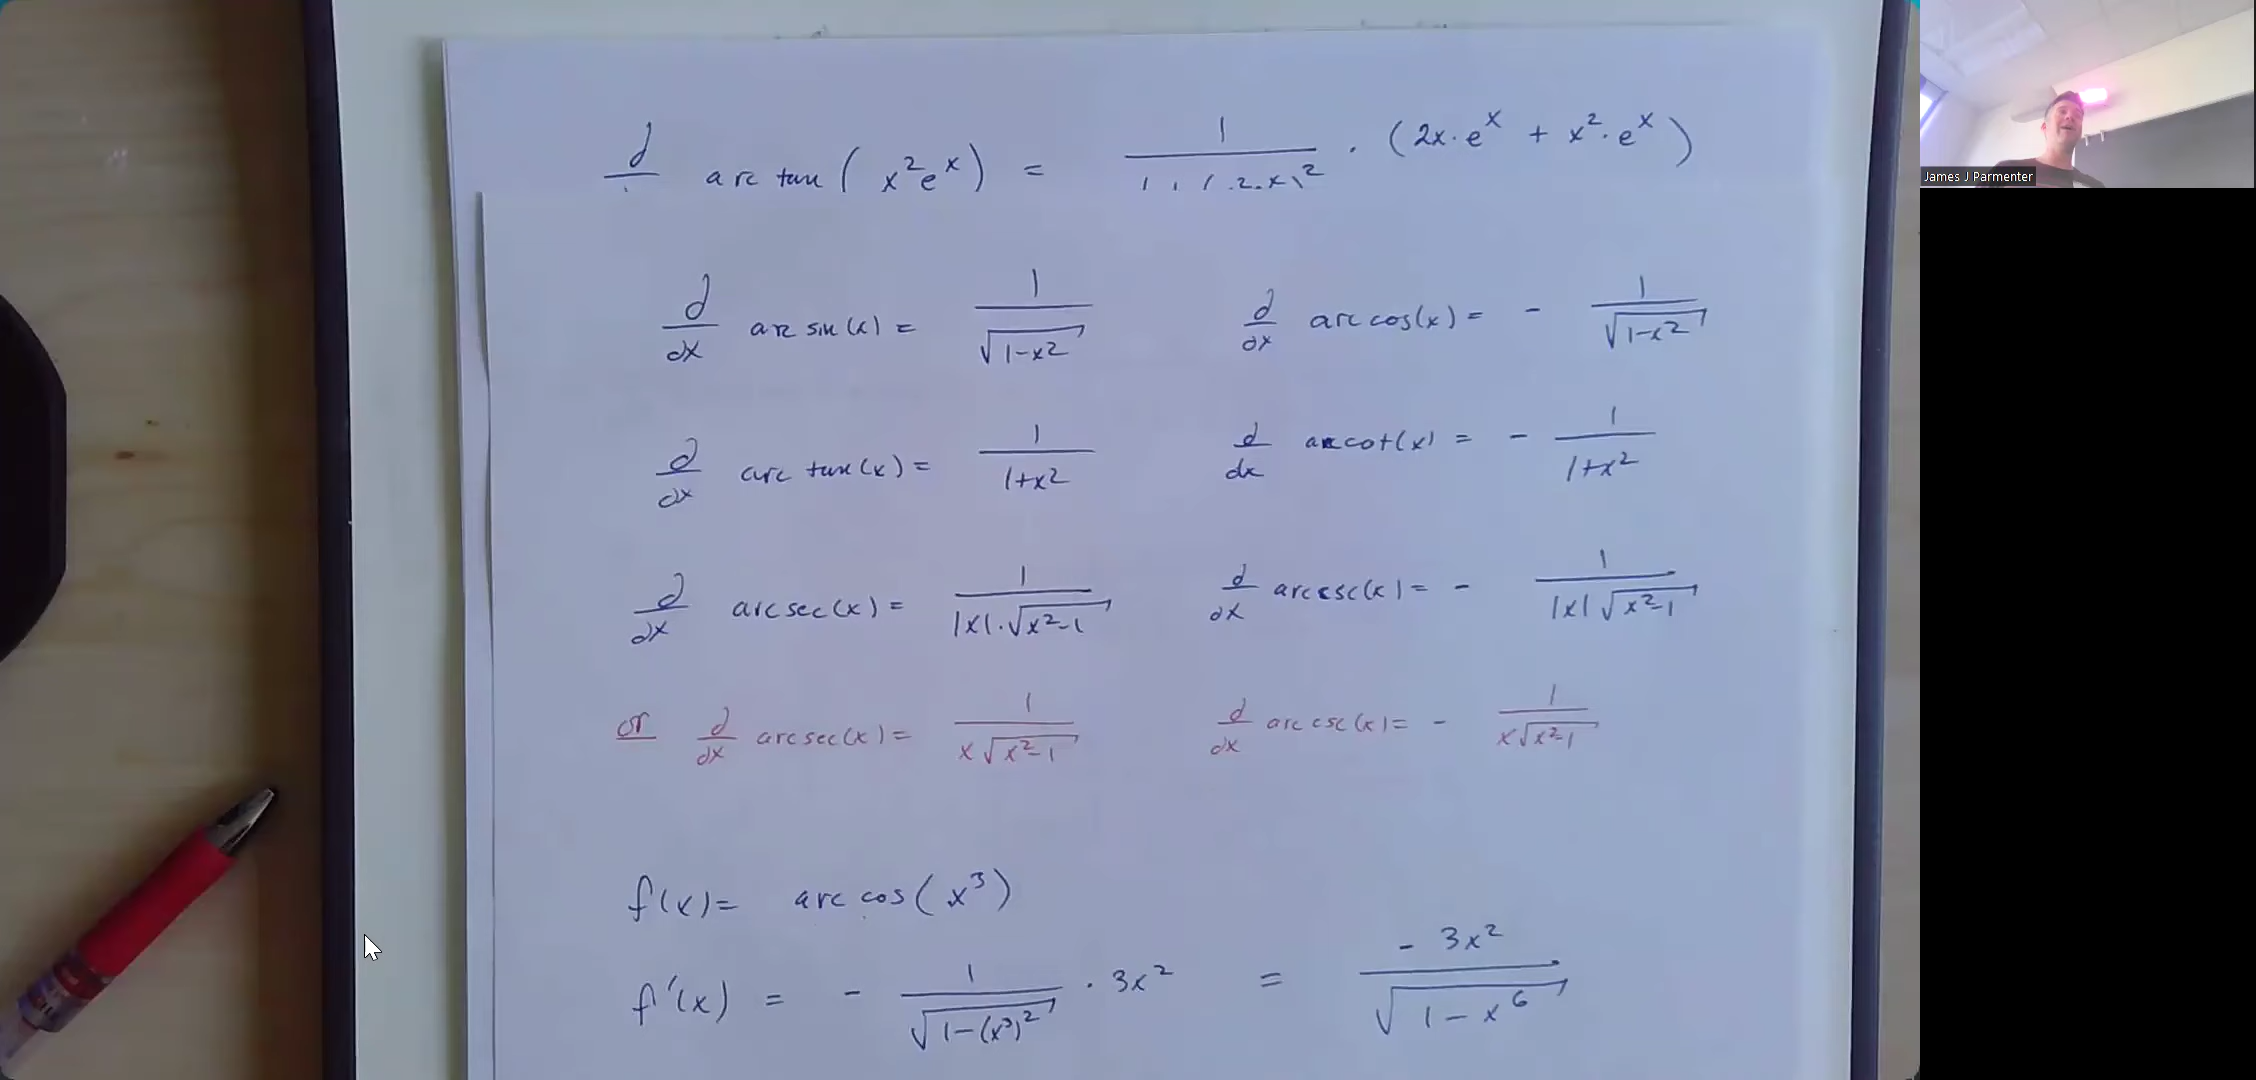 d/ arc tan( x²eˣ) = 1/ ² · (2x·eˣ + x²·eˣ)
James J Parmenter
d/dx arc sin(x) = 1/√(1-x²) d/dx arc cos(x) = - 1/√(1-x²)
d/dx arc tan(x) = 1/(1+x²) d/dx arccot(x) = - 1/(1+x²)
d/dx arcsec(x) = 1/(|x|·√(x²-1)) d/dx arccsc(x) = - 1/(|x|√(x²-1))
or d/dx arcsec(x) = 1/(x√(x²-1)) d/dx arccsc(x) = - 1/(x√(x²-1))
f(x) = arc cos(x³)
f'(x) = - 1/√(1-(x³)²) · 3x² = -3x²/√(1-x⁶)